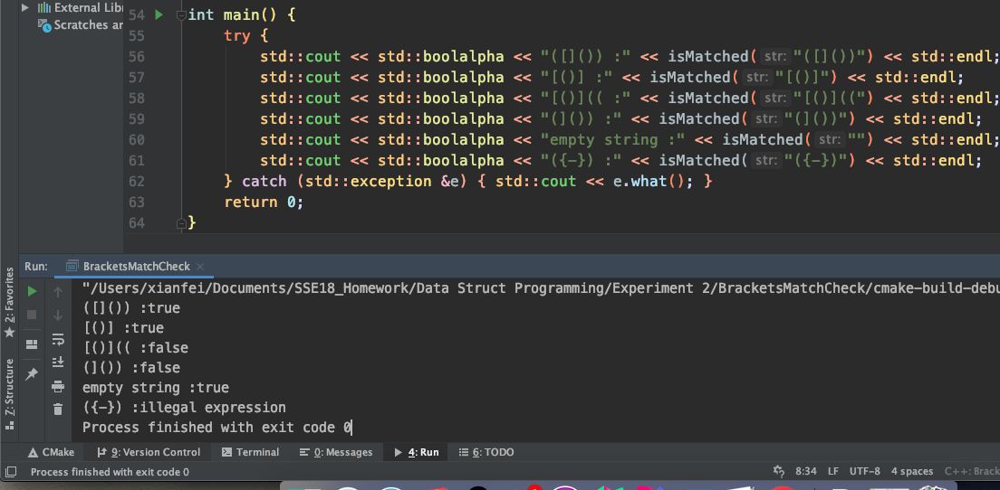 External Lib
Scratches an
54 int main() {
55 try {
56 std::cout << std::boolalpha << "([]()) :" << isMatched( str: "([]())") << std::endl;
57 std::cout << std::boolalpha << "[()] :" << isMatched( str: "[()]") << std::endl;
58 std::cout << std::boolalpha << "[()](( :" << isMatched( str: "[()]((") << std::endl;
59 std::cout << std::boolalpha << "(]()) :" << isMatched( str: "(]())") << std::endl;
60 std::cout << std::boolalpha << "empty string :" << isMatched( str: "") << std::endl;
61 std::cout << std::boolalpha << "({-}) :" << isMatched( str: "({-})") << std::endl;
62 } catch (std::exception &e) { std::cout << e.what(); }
63 return 0;
64 }
Run: BracketsMatchCheck ×
"/Users/xianfei/Documents/SSE18_Homework/Data Struct Programming/Experiment 2/BracketsMatchCheck/cmake-build-debu
([]()) :true
[()] :true
[()](( :false
(]()) :false
empty string :true
({-}) :illegal expression
Process finished with exit code 0
2: Favorites
Z: Structure
CMake 9: Version Control Terminal 0: Messages 4: Run 6: TODO
Process finished with exit code 0 8:34 LF UTF-8 4 spaces C++: Brack